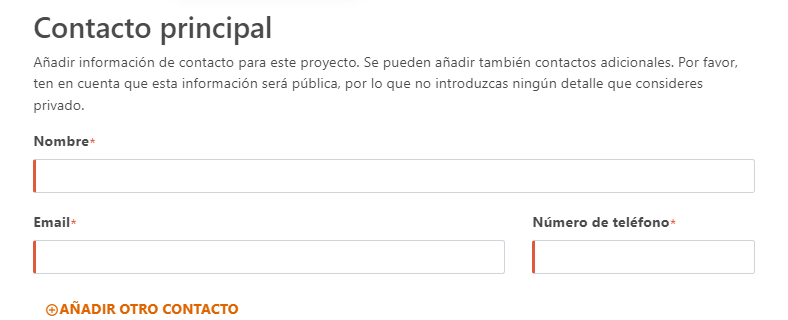 Contacto principal
Añadir información de contacto para este proyecto. Se pueden añadir también contactos adicionales. Por favor,
ten en cuenta que esta información será pública, por lo que no introduzcas ningún detalle que consideres
privado.
Nombre*
Email*
Número de teléfono*
AÑADIR OTRO CONTACTO